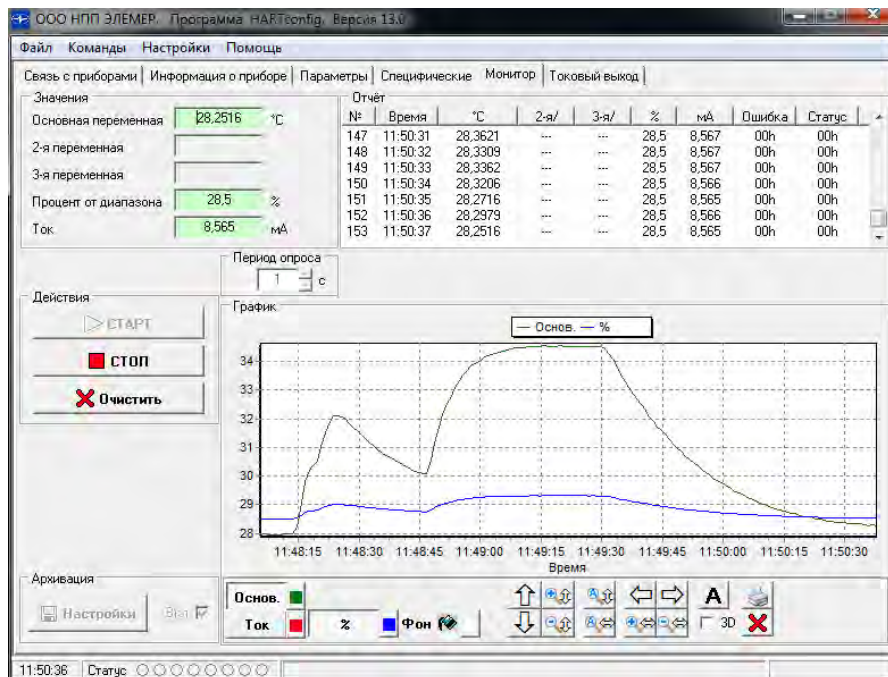 ООО НПП ЭЛЕМЕР. Программа HARTconfig. Версия 13.0
Файл Команды Настройки Помощь
Связь с приборами Информация о приборе Параметры Специфические Монитор Токовый выход
Значения
Основная переменная 28,2516 °C
2-я переменная
3-я переменная
Процент от диапазона 28,5 %
Ток 8,565 мА
Отчёт
№ Время °C 2-я/ 3-я/ % мА Ошибка Статус
147 11:50:31 28,3621 --- --- 28,5 8,567 00h 00h
148 11:50:32 28,3309 --- --- 28,5 8,567 00h 00h
149 11:50:33 28,3362 --- --- 28,5 8,567 00h 00h
150 11:50:34 28,3206 --- --- 28,5 8,566 00h 00h
151 11:50:35 28,2716 --- --- 28,5 8,565 00h 00h
152 11:50:36 28,2979 --- --- 28,5 8,566 00h 00h
153 11:50:37 28,2516 --- --- 28,5 8,565 00h 00h
Период опроса
1 с
Действия
СТАРТ
СТОП
Очистить
График
Основ. %
34
33
32
31
30
29
28
11:48:15 11:48:30 11:48:45 11:49:00 11:49:15 11:49:30 11:49:45 11:50:00 11:50:15 11:50:30
Время
Архивация
Настройки Вкл
Основ.
Ток % Фон
A
3D
11:50:36 Статус